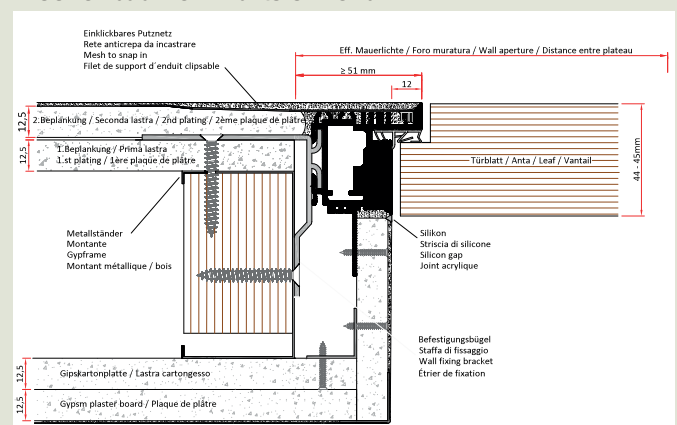 Einklickbares Putznetz
Rete anticrepa da incastrare
Mesh to snap in
Filet de support d´enduit clipsable
Eff. Mauerlichte / Foro muratura / Wall aperture / Distance entre plateau
≥ 51 mm
12
12,5
2.Beplankung / Seconda lastra / 2nd plating / 2ème plaque de plâtre
12,5
1.Beplankung / Prima lastra
1.st plating / 1ère plaque de plâtre
Türblatt / Anta / Leaf / Vantail
44 - 45mm
Metallständer
Montante
Gypframe
Montant métallique / bois
Silikon
Striscia di silicone
Silicon gap
Joint acrylique
Befestigungsbügel
Staffa di fissaggio
Wall fixing bracket
Étrier de fixation
12,5
Gipskartonplatte / Lastra cartongesso
12,5
Gypsm plaster board / Plaque de plâtre